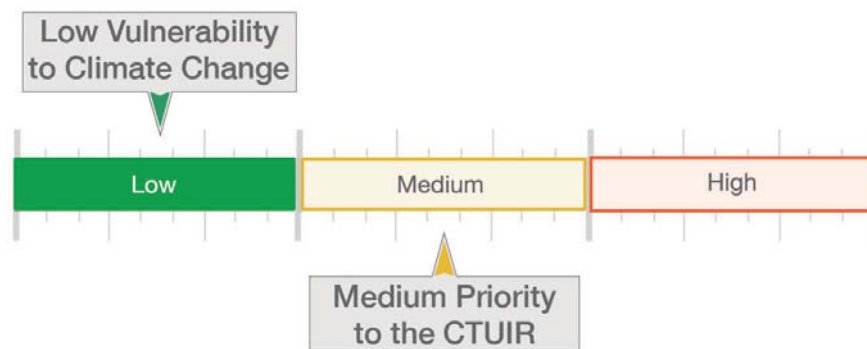 Low Vulnerability
to Climate Change
Low
Medium
High
Medium Priority
to the CTUIR